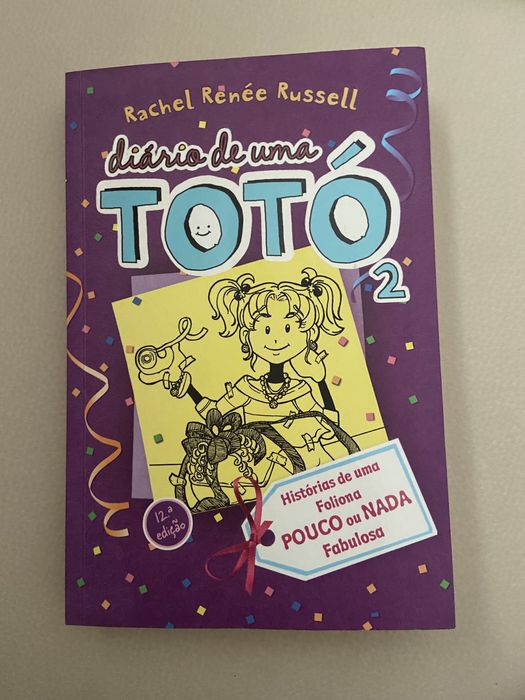 Rachel Renée Russell
diário de uma
TOTÓ
2
Histórias de uma
Foliona
POUCO ou NADA
Fabulosa
12.a
edição